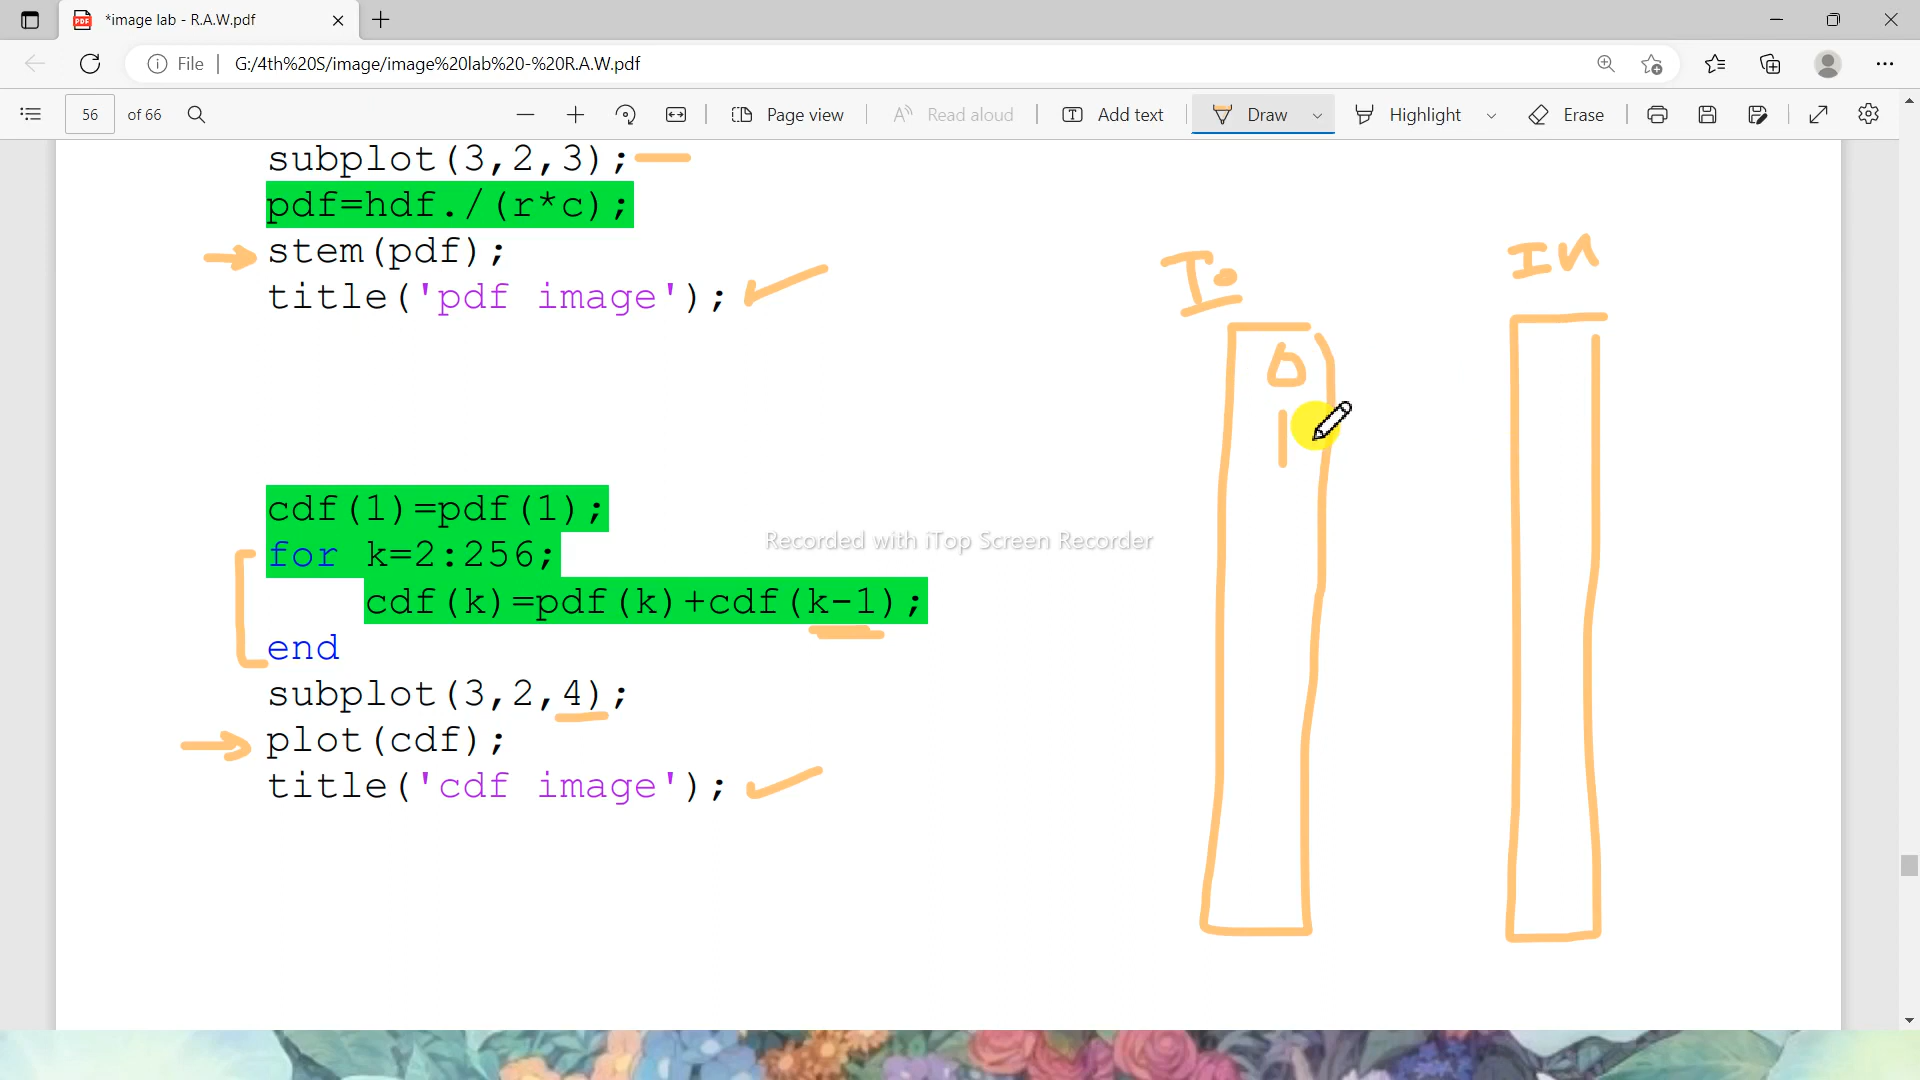 *image lab - R.A.W.pdf
File G:/4th%20S/image/image%20lab%20-%20R.A.W.pdf
56 of 66 Page view Read aloud Add text Draw Highlight Erase
subplot(3,2,3);
pdf=hdf./(r*c);
stem(pdf);
title('pdf image');
Io
IN
0
1
cdf(1)=pdf(1);
for k=2:256;
cdf(k)=pdf(k)+cdf(k-1);
end
subplot(3,2,4);
plot(cdf);
title('cdf image');
Recorded with iTop Screen Recorder